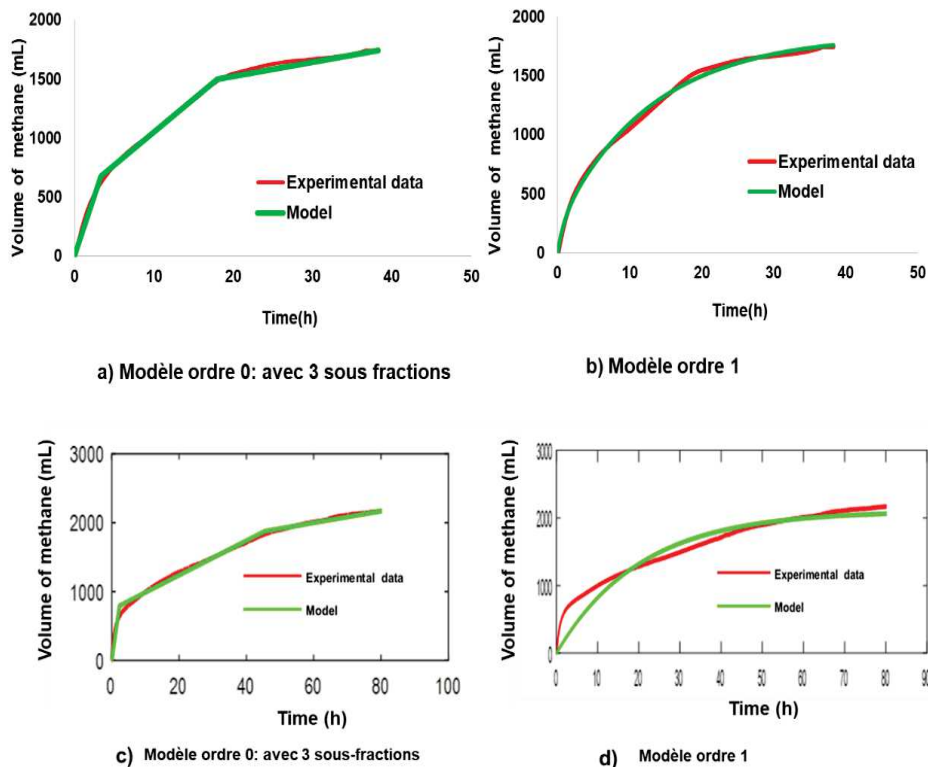 2000
1500
1000
500
0
Volume of methane (mL)
Experimental data
Model
0 10 20 30 40 50
Time(h)
a) Modèle ordre 0: avec 3 sous fractions
2000
1500
1000
500
0
Volume of methane (mL)
Experimental data
Model
0 10 20 30 40 50
Time(h)
b) Modèle ordre 1
3000
2000
1000
0
Volume of methane (mL)
Experimental data
Model
0 20 40 60 80 100
Time (h)
c) Modèle ordre 0: avec 3 sous-fractions
3000
2000
1000
0
Volume of methane (mL)
Experimental data
Model
0 10 20 30 40 50 60 70 80 90
Time (h)
d) Modèle ordre 1